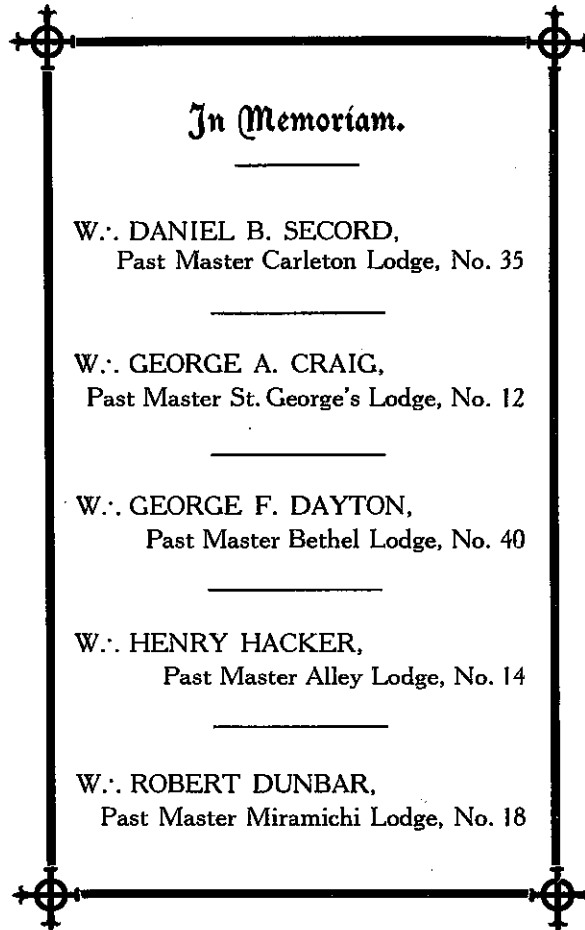 In Memoriam.
W∴ DANIEL B. SECORD,
Past Master Carleton Lodge, No. 35
W∴ GEORGE A. CRAIG,
Past Master St. George's Lodge, No. 12
W∴ GEORGE F. DAYTON,
Past Master Bethel Lodge, No. 40
W∴ HENRY HACKER,
Past Master Alley Lodge, No. 14
W∴ ROBERT DUNBAR,
Past Master Miramichi Lodge, No. 18